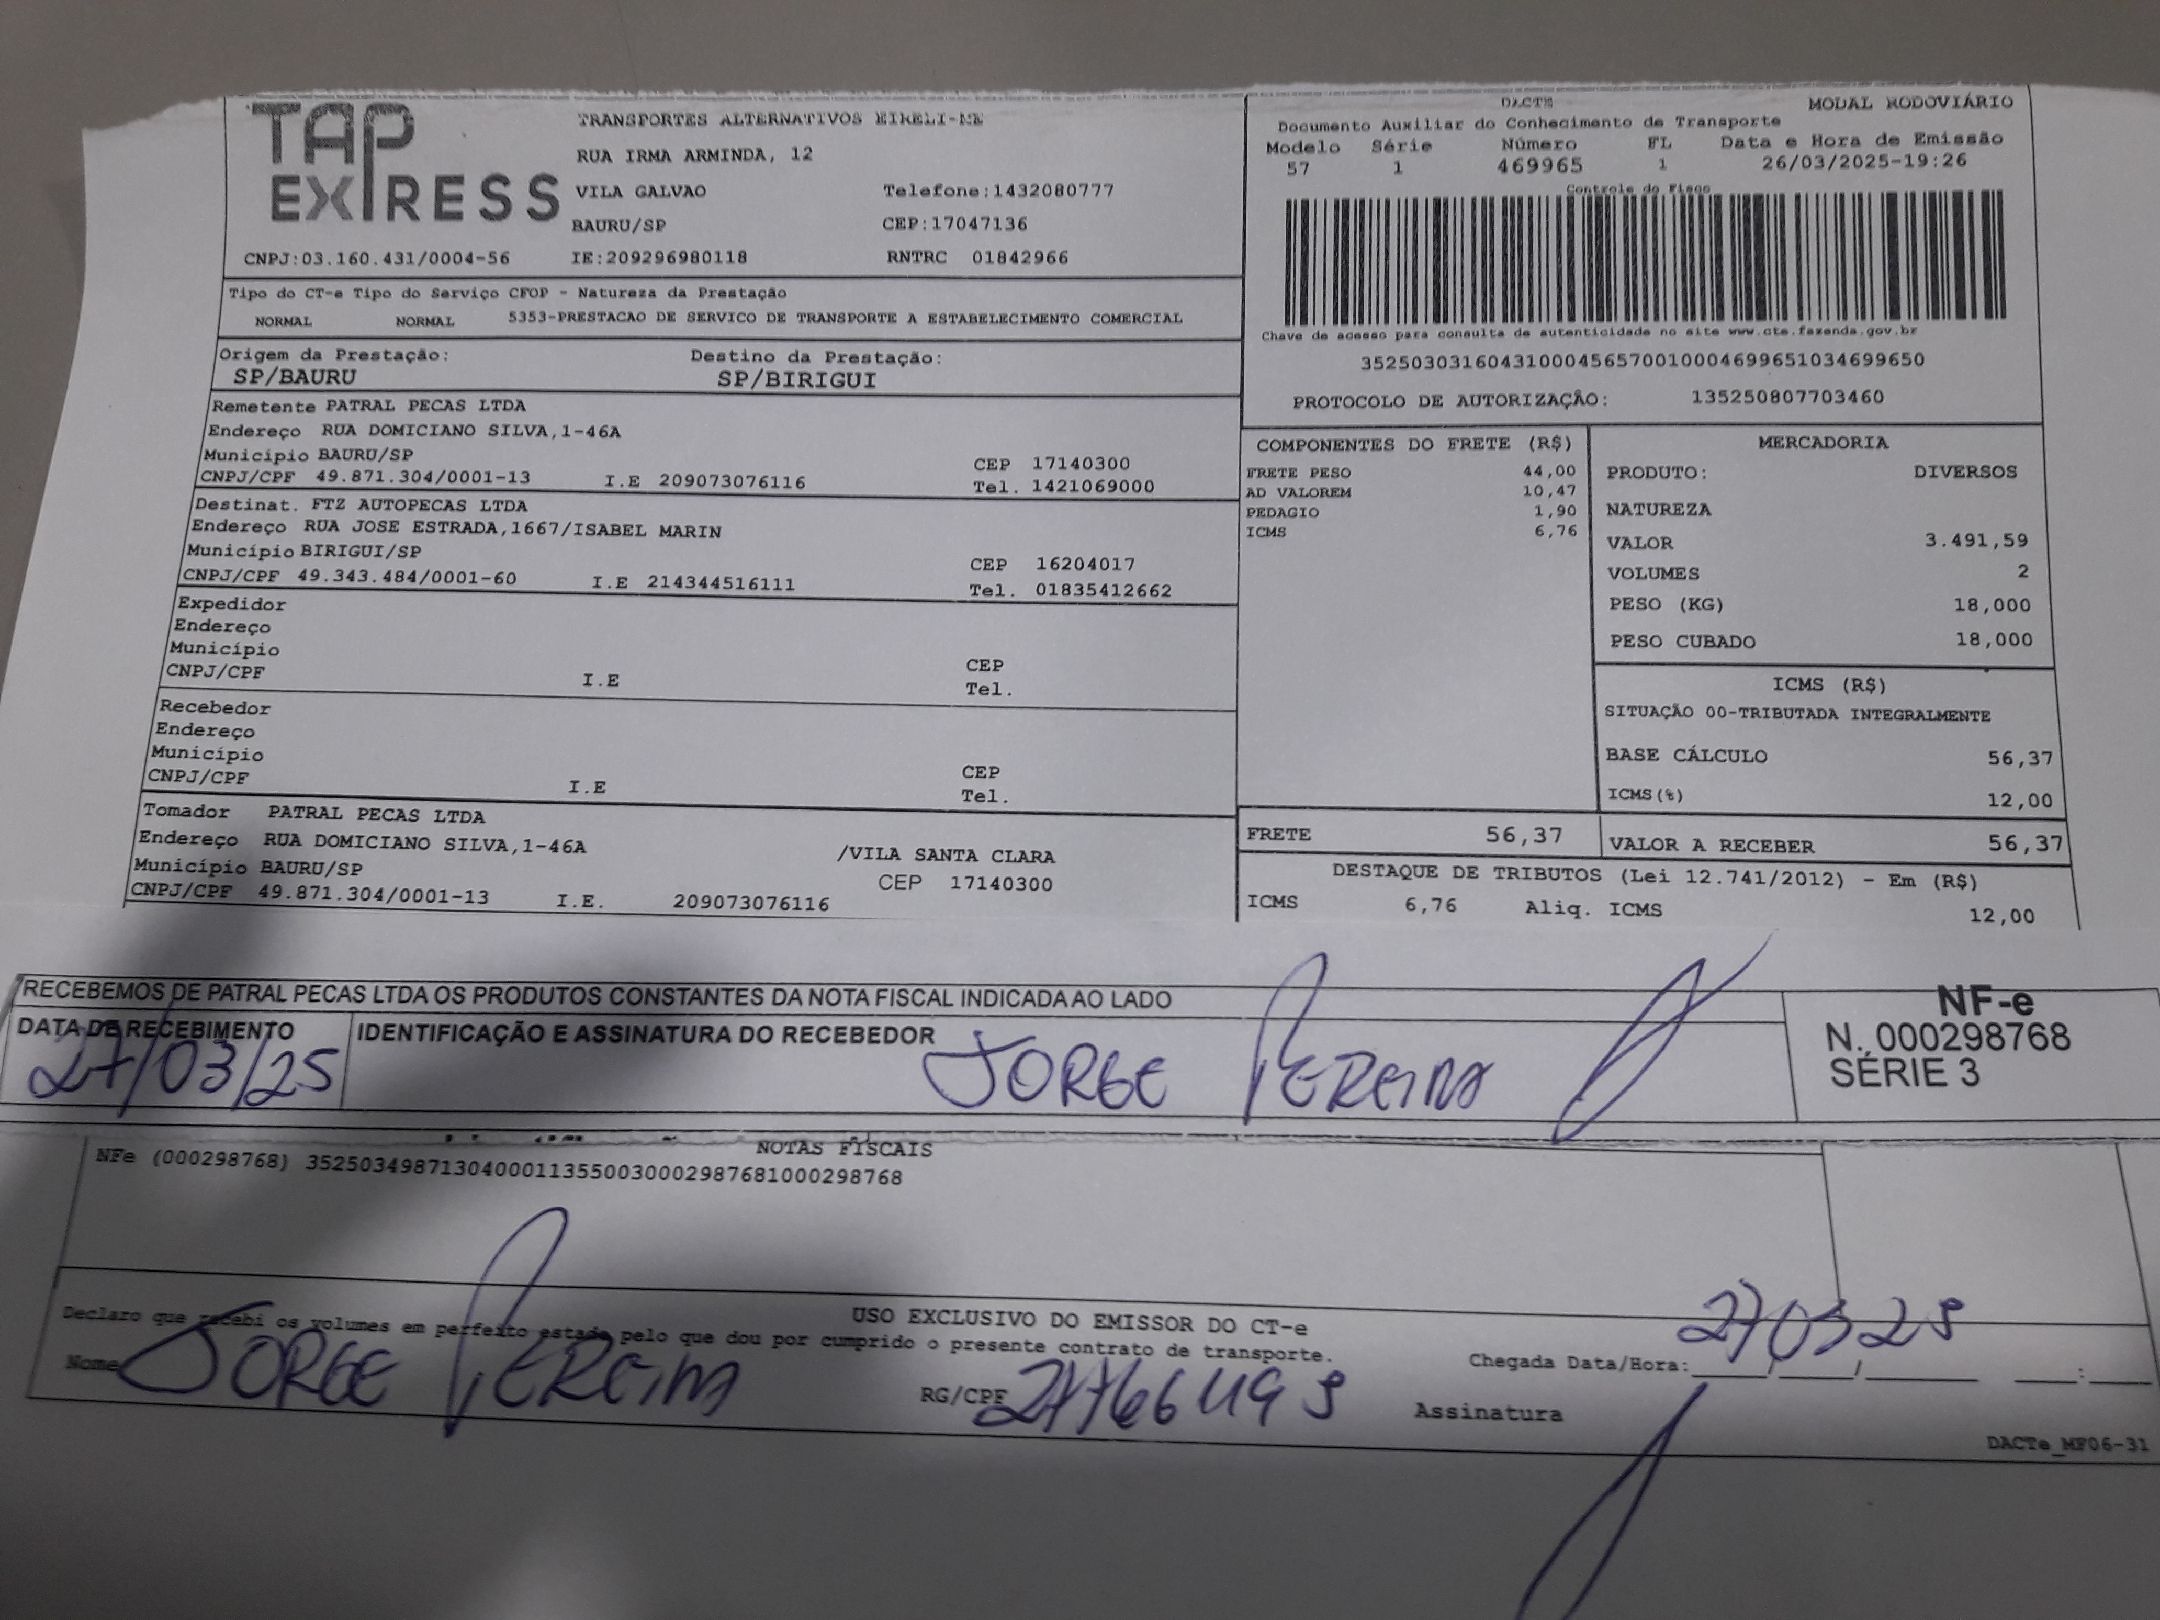 TAP
EXPRESS
TRANSPORTES ALTERNATIVOS EIRELI-ME
RUA IRMA ARMINDA, 12
VILA GALVAO Telefone:1432080777
BAURU/SP CEP:17047136
CNPJ:03.160.431/0004-56 IE:209296980118 RNTRC 01842966
DACTE MODAL RODOVIÁRIO
Documento Auxiliar do Conhecimento de Transporte
Modelo Série Número FL Data e Hora de Emissão
57 1 469965 1 26/03/2025-19:26
Controle do Fisco
Chave de acesso para consulta de autenticidade no site www.cte.fazenda.gov.br
35250303160431000456570010004699651034699650
PROTOCOLO DE AUTORIZAÇÃO: 135250807703460
Tipo do CT-e Tipo do Serviço CFOP - Natureza da Prestação
NORMAL NORMAL 5353-PRESTACAO DE SERVICO DE TRANSPORTE A ESTABELECIMENTO COMERCIAL
Origem da Prestação: Destino da Prestação:
SP/BAURU SP/BIRIGUI
Remetente PATRAL PECAS LTDA
Endereço RUA DOMICIANO SILVA,1-46A
Município BAURU/SP CEP 17140300
CNPJ/CPF 49.871.304/0001-13 I.E 209073076116 Tel. 1421069000
Destinat. FTZ AUTOPECAS LTDA
Endereço RUA JOSE ESTRADA,1667/ISABEL MARIN
Município BIRIGUI/SP CEP 16204017
CNPJ/CPF 49.343.484/0001-60 I.E 214344516111 Tel. 01835412662
Expedidor
Endereço
Município CEP
CNPJ/CPF I.E Tel.
Recebedor
Endereço
Município CEP
CNPJ/CPF I.E Tel.
Tomador PATRAL PECAS LTDA
Endereço RUA DOMICIANO SILVA,1-46A /VILA SANTA CLARA
Município BAURU/SP CEP 17140300
CNPJ/CPF 49.871.304/0001-13 I.E. 209073076116
COMPONENTES DO FRETE (R$)
FRETE PESO 44,00
AD VALOREM 10,47
PEDAGIO 1,90
ICMS 6,76
FRETE 56,37
MERCADORIA
PRODUTO: DIVERSOS
NATUREZA
VALOR 3.491,59
VOLUMES 2
PESO (KG) 18,000
PESO CUBADO 18,000
ICMS (R$)
SITUAÇÃO 00-TRIBUTADA INTEGRALMENTE
BASE CÁLCULO 56,37
ICMS(%) 12,00
VALOR A RECEBER 56,37
DESTAQUE DE TRIBUTOS (Lei 12.741/2012) - Em (R$)
ICMS 6,76 Aliq. ICMS 12,00
RECEBEMOS DE PATRAL PECAS LTDA OS PRODUTOS CONSTANTES DA NOTA FISCAL INDICADA AO LADO
DATA DE RECEBIMENTO IDENTIFICAÇÃO E ASSINATURA DO RECEBEDOR
27/03/25 JORGE PEREIRA
NF-e
N. 000298768
SÉRIE 3
NOTAS FISCAIS
NFe (000298768) 35250349871304000113550030002987681000298768
USO EXCLUSIVO DO EMISSOR DO CT-e
Declaro que recebi os volumes em perfeito estado pelo que dou por cumprido o presente contrato de transporte.
Nome JORGE PEREIRA RG/CPF Chegada Data/Hora: 27/03 25
Assinatura
DACTe_MF06-31